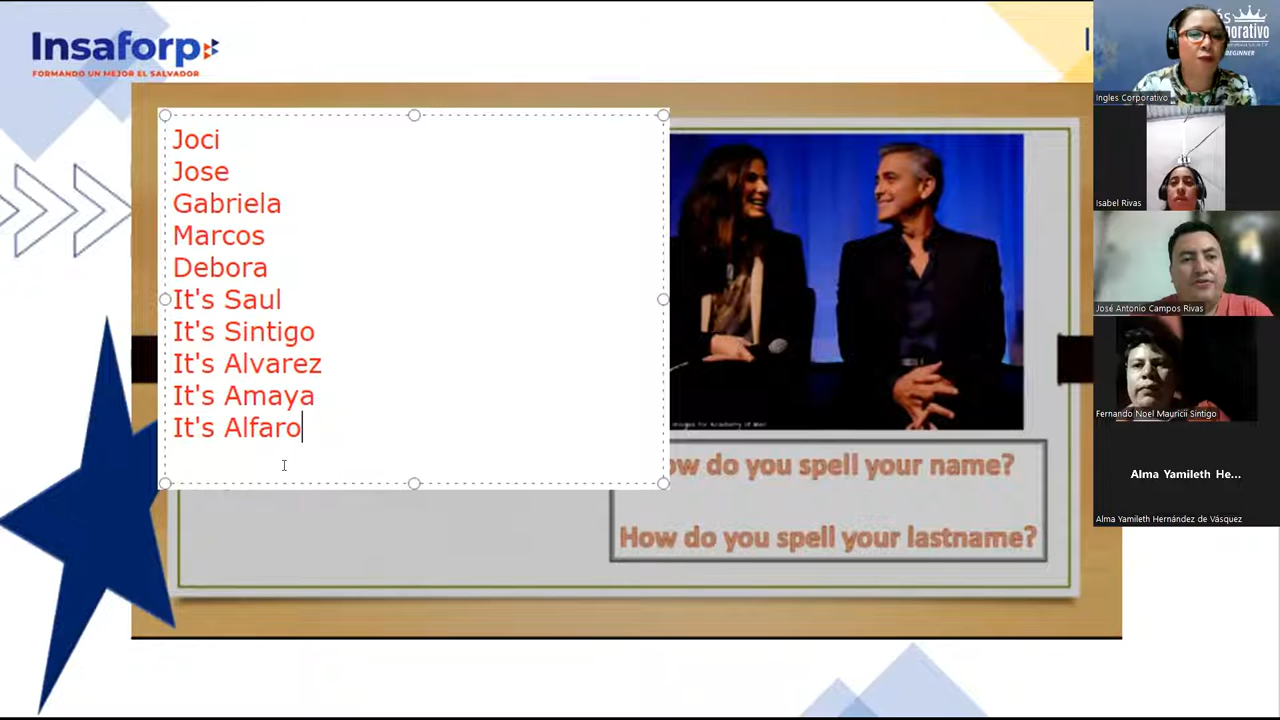 Insaforp
FORMANDO UN MEJOR EL SALVADOR
Joci
Jose
Gabriela
Marcos
Debora
It's Saul
It's Sintigo
It's Alvarez
It's Amaya
It's Alfaro
do you spell your name?
How do you spell your lastname?
Ingles Corporativo
Isabel Rivas
José Antonio Campos Rivas
Fernando Noel Mauricii Sintigo
Alma Yamileth He...
Alma Yamileth Hernández de Vásquez